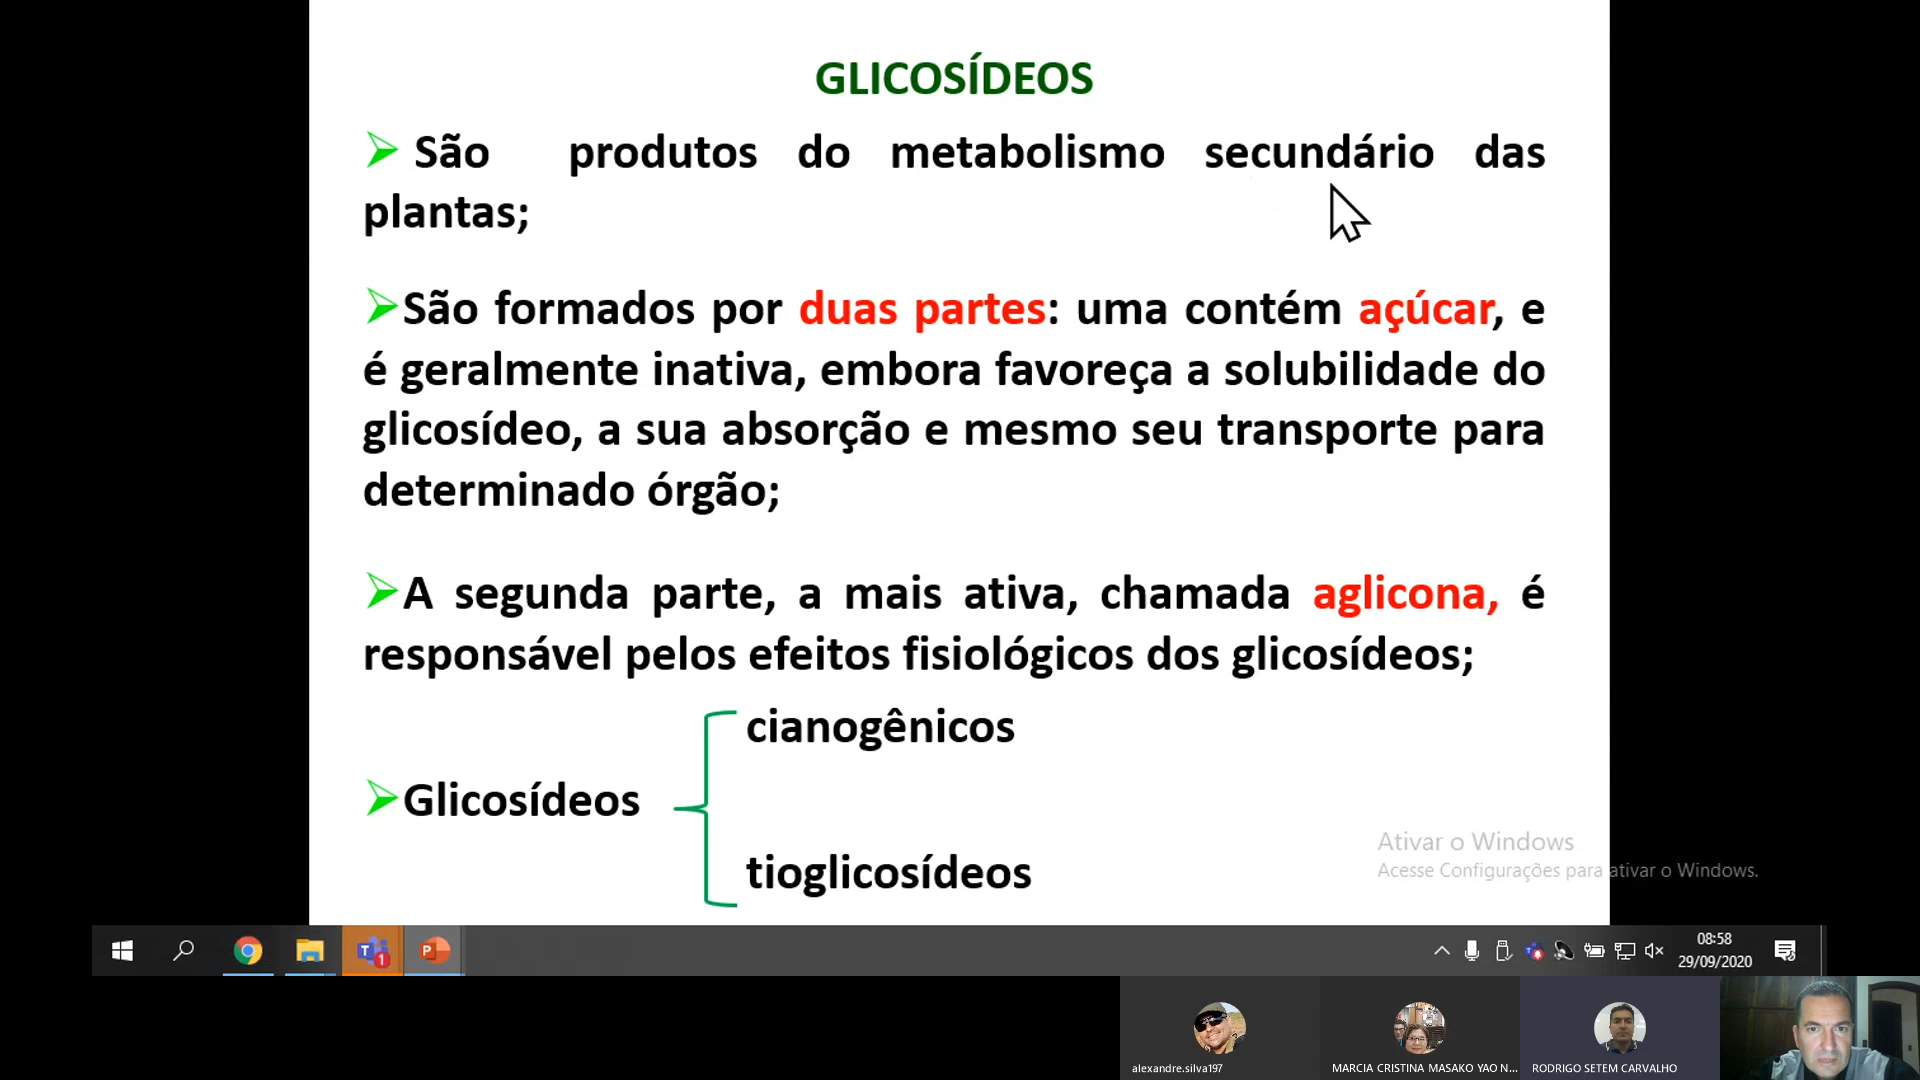 GLICOSÍDEOS
São produtos do metabolismo secundário das
plantas;
São formados por duas partes: uma contém açúcar, e
é geralmente inativa, embora favoreça a solubilidade do
glicosídeo, a sua absorção e mesmo seu transporte para
determinado órgão;
A segunda parte, a mais ativa, chamada aglicona, é
responsável pelos efeitos fisiológicos dos glicosídeos;
cianogênicos
Glicosídeos
tioglicosídeos
Ativar o Windows
Acesse Configurações para ativar o Windows.
08:58
29/09/2020
alexandre.silva197
MARCIA CRISTINA MASAKO YAO N...
RODRIGO SETEM CARVALHO